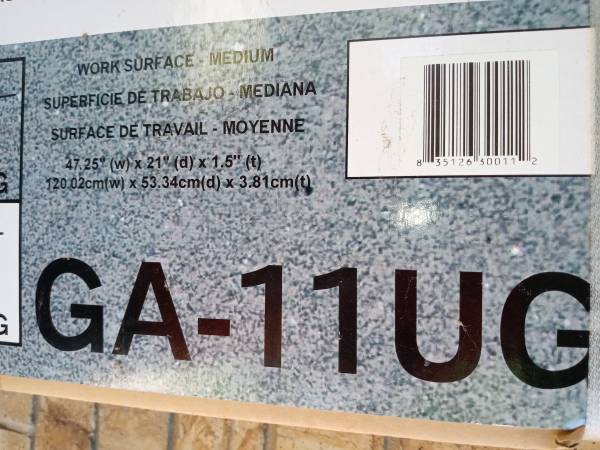 WORK SURFACE - MEDIUM
SUPERFICIE DE TRABAJO - MEDIANA
SURFACE DE TRAVAIL - MOYENNE
47.25" (w) x 21" (d) x 1.5" (t)
120.02cm(w) x 53.34cm(d) x 3.81cm(t)
8 35126 30011 2
GA-11UG
G
G